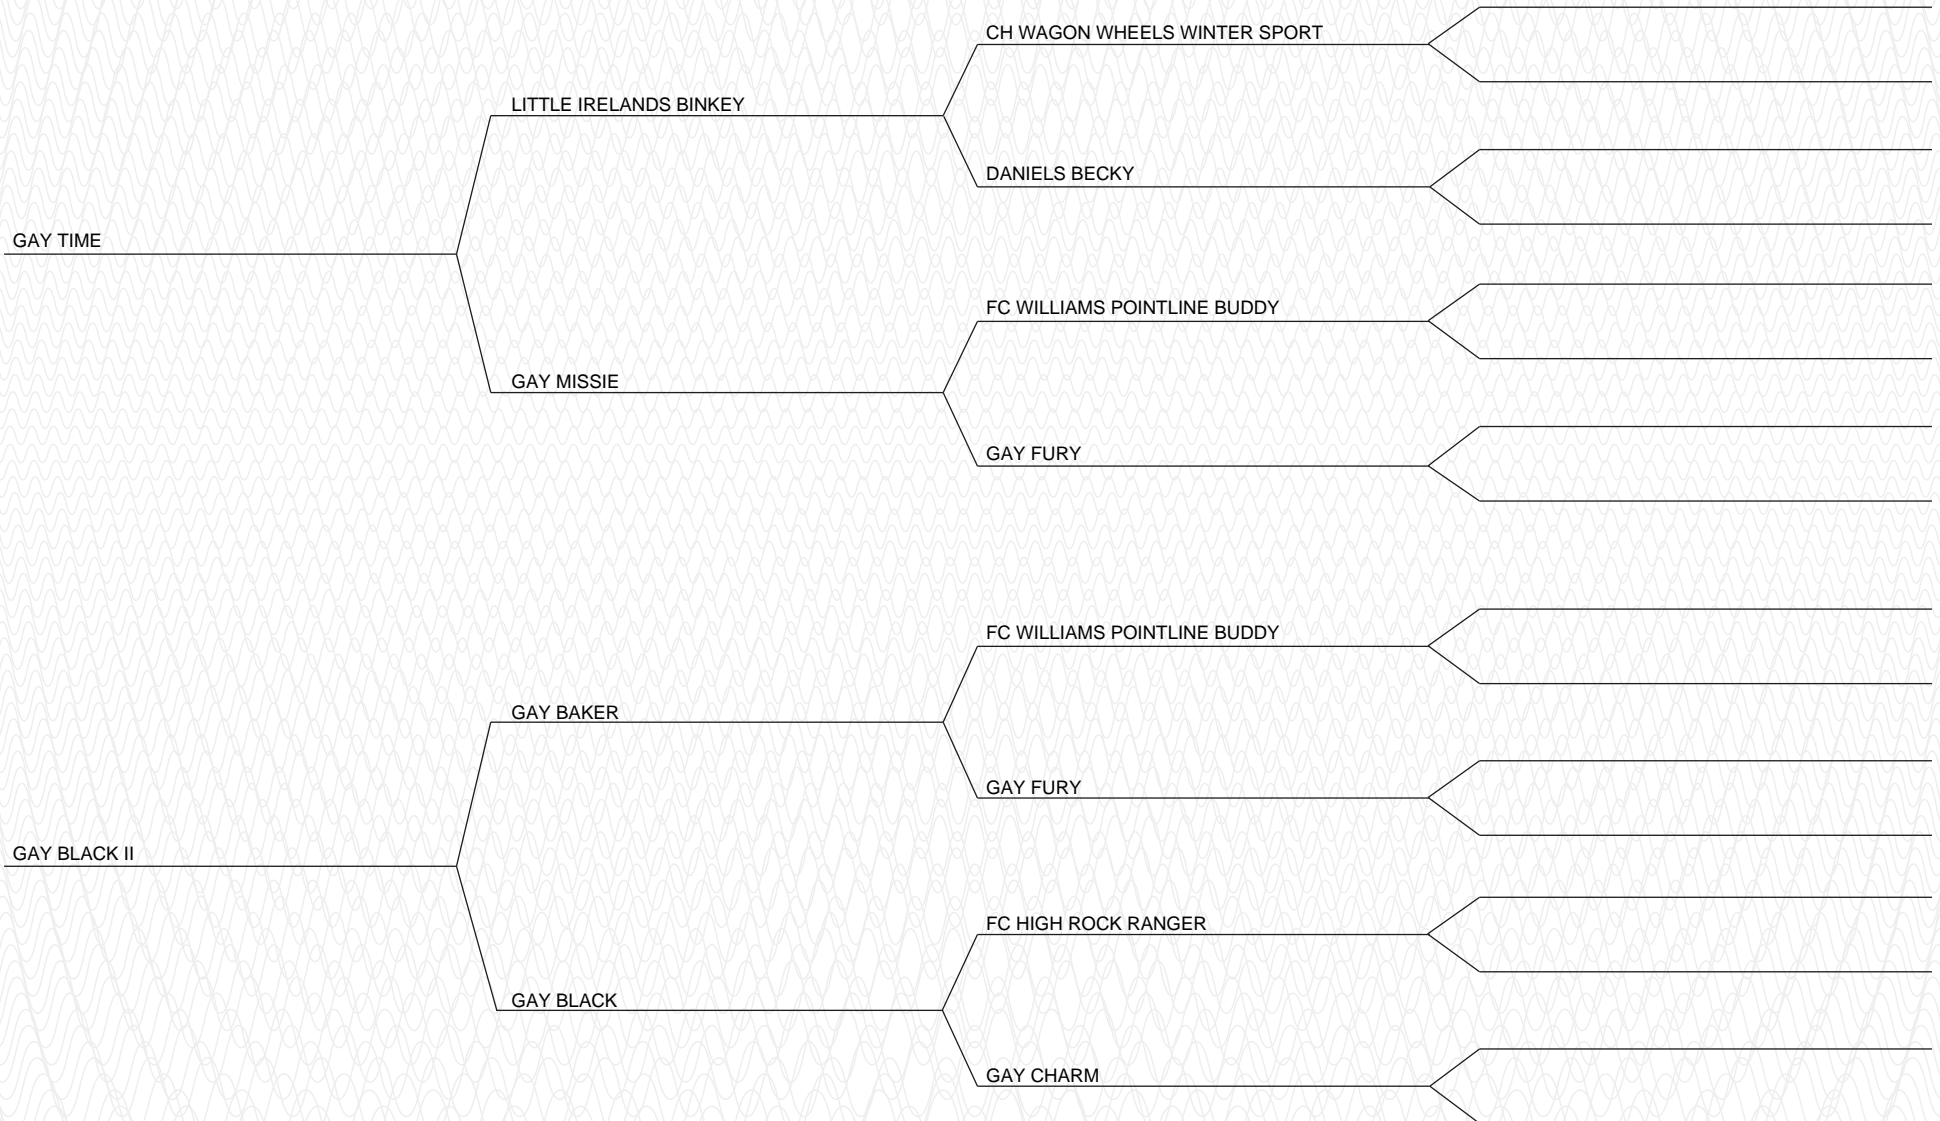 CH WAGON WHEELS WINTER SPORT
LITTLE IRELANDS BINKEY
DANIELS BECKY
GAY TIME
FC WILLIAMS POINTLINE BUDDY
GAY MISSIE
GAY FURY
FC WILLIAMS POINTLINE BUDDY
GAY BAKER
GAY FURY
GAY BLACK II
FC HIGH ROCK RANGER
GAY BLACK
GAY CHARM